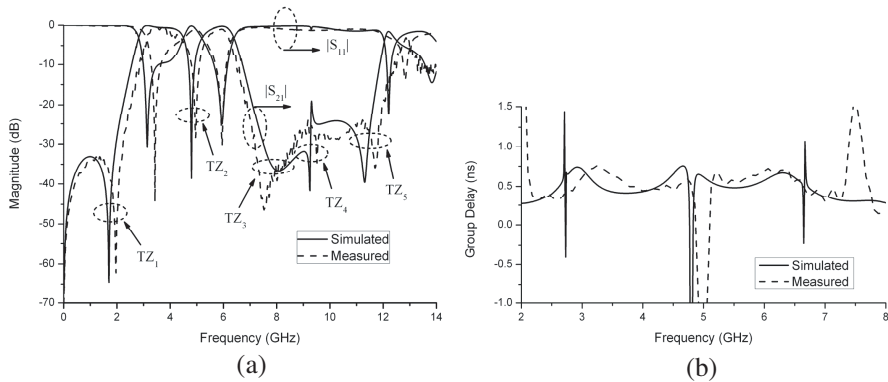 0
-10
-20
-30
-40
-50
-60
-70
Magnitude (dB)
|S11|
|S21|
TZ1
TZ2
TZ3
TZ4
TZ5
Simulated
Measured
0 2 4 6 8 10 12 14
Frequency (GHz)
(a)
1.5
1.0
0.5
0.0
0.5
-1.0
Group Delay (ns)
Simulated
Measured
2 3 4 5 6 7 8
Frequency (GHz)
(b)